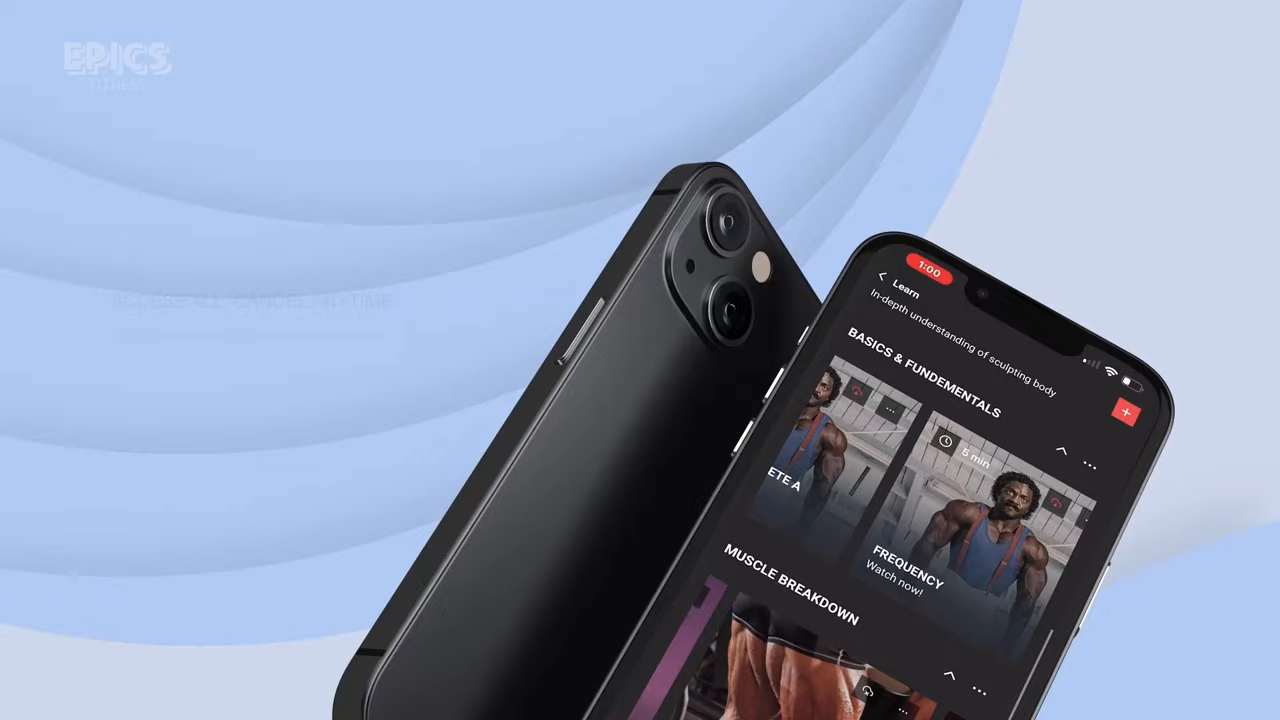 EPICS
FITNESS
1:00
Learn
In-depth understanding of sculpting body
BASICS & FUNDEMENTALS
ETE A
5 min
FREQUENCY
Watch now!
MUSCLE BREAKDOWN